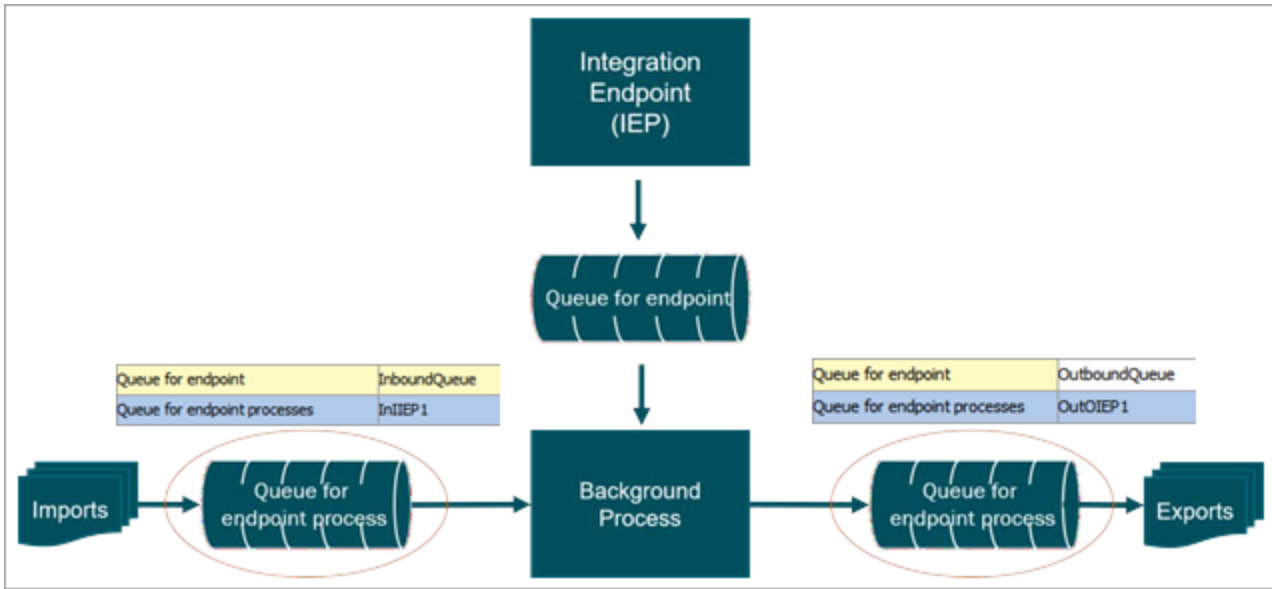 Integration
Endpoint
(IEP)
Queue for endpoint
Queue for endpoint InboundQueue
Queue for endpoint processes InIIEP1
Queue for endpoint OutboundQueue
Queue for endpoint processes OutOIEP1
Imports
Queue for
endpoint process
Background
Process
Queue for
endpoint process
Exports